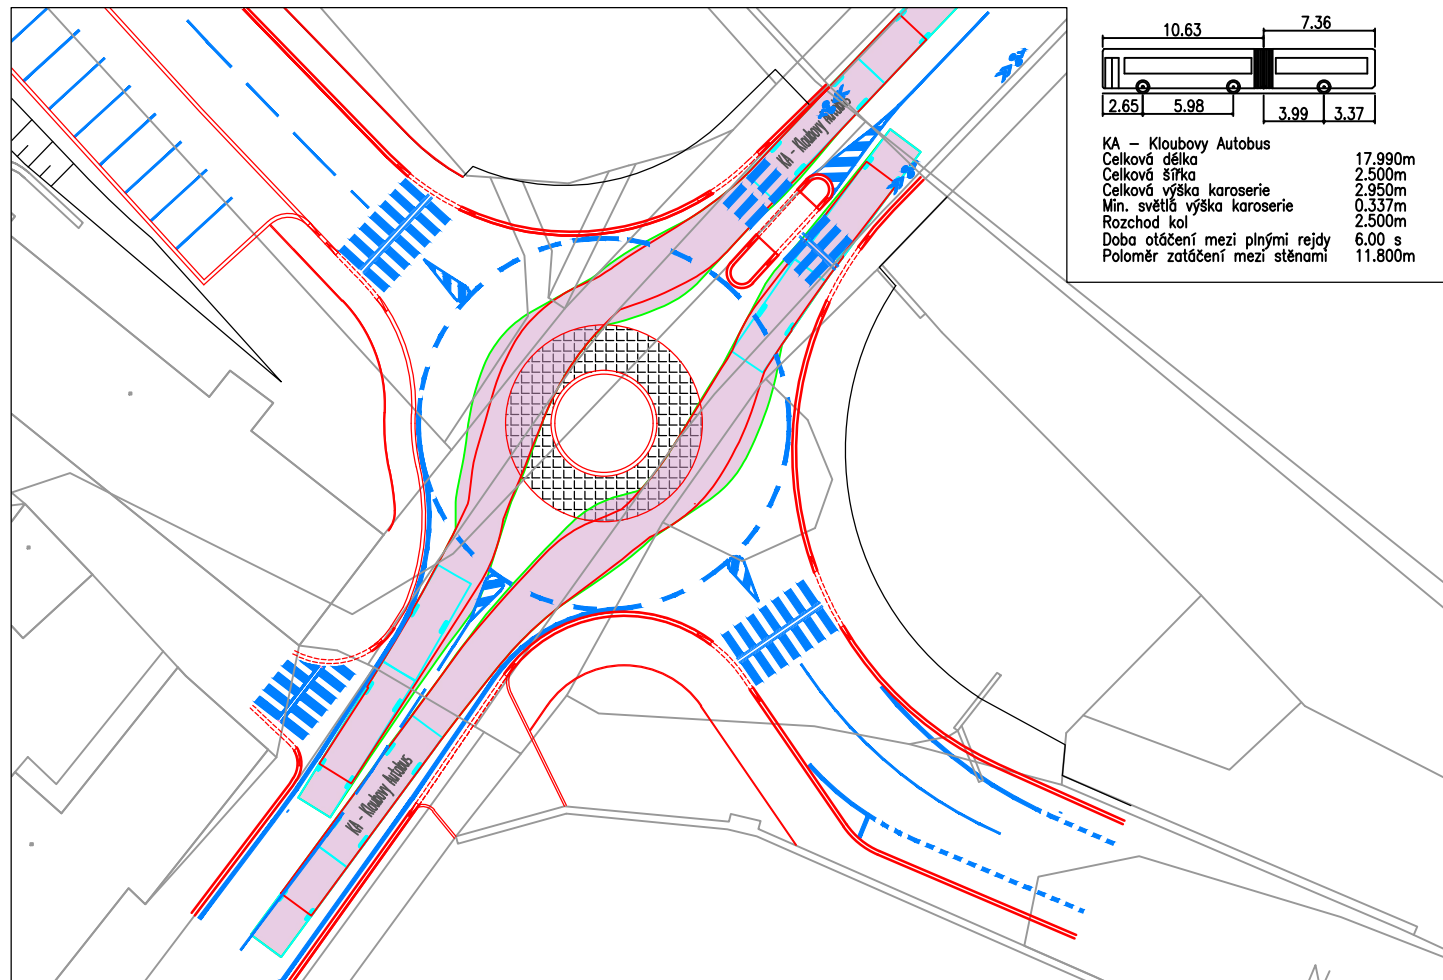 10.63 7.36
2.65 5.98 3.99 3.37
KA – Kloubovy Autobus
Celková délka 17.990m
Celková šířka 2.500m
Celková výška karoserie 2.950m
Min. světlá výška karoserie 0.337m
Rozchod kol 2.500m
Doba otáčení mezi plnými rejdy 6.00 s
Poloměr zatáčení mezi stěnami 11.800m
KA – Kloubovy Autobus
KA – Kloubovy Autobus